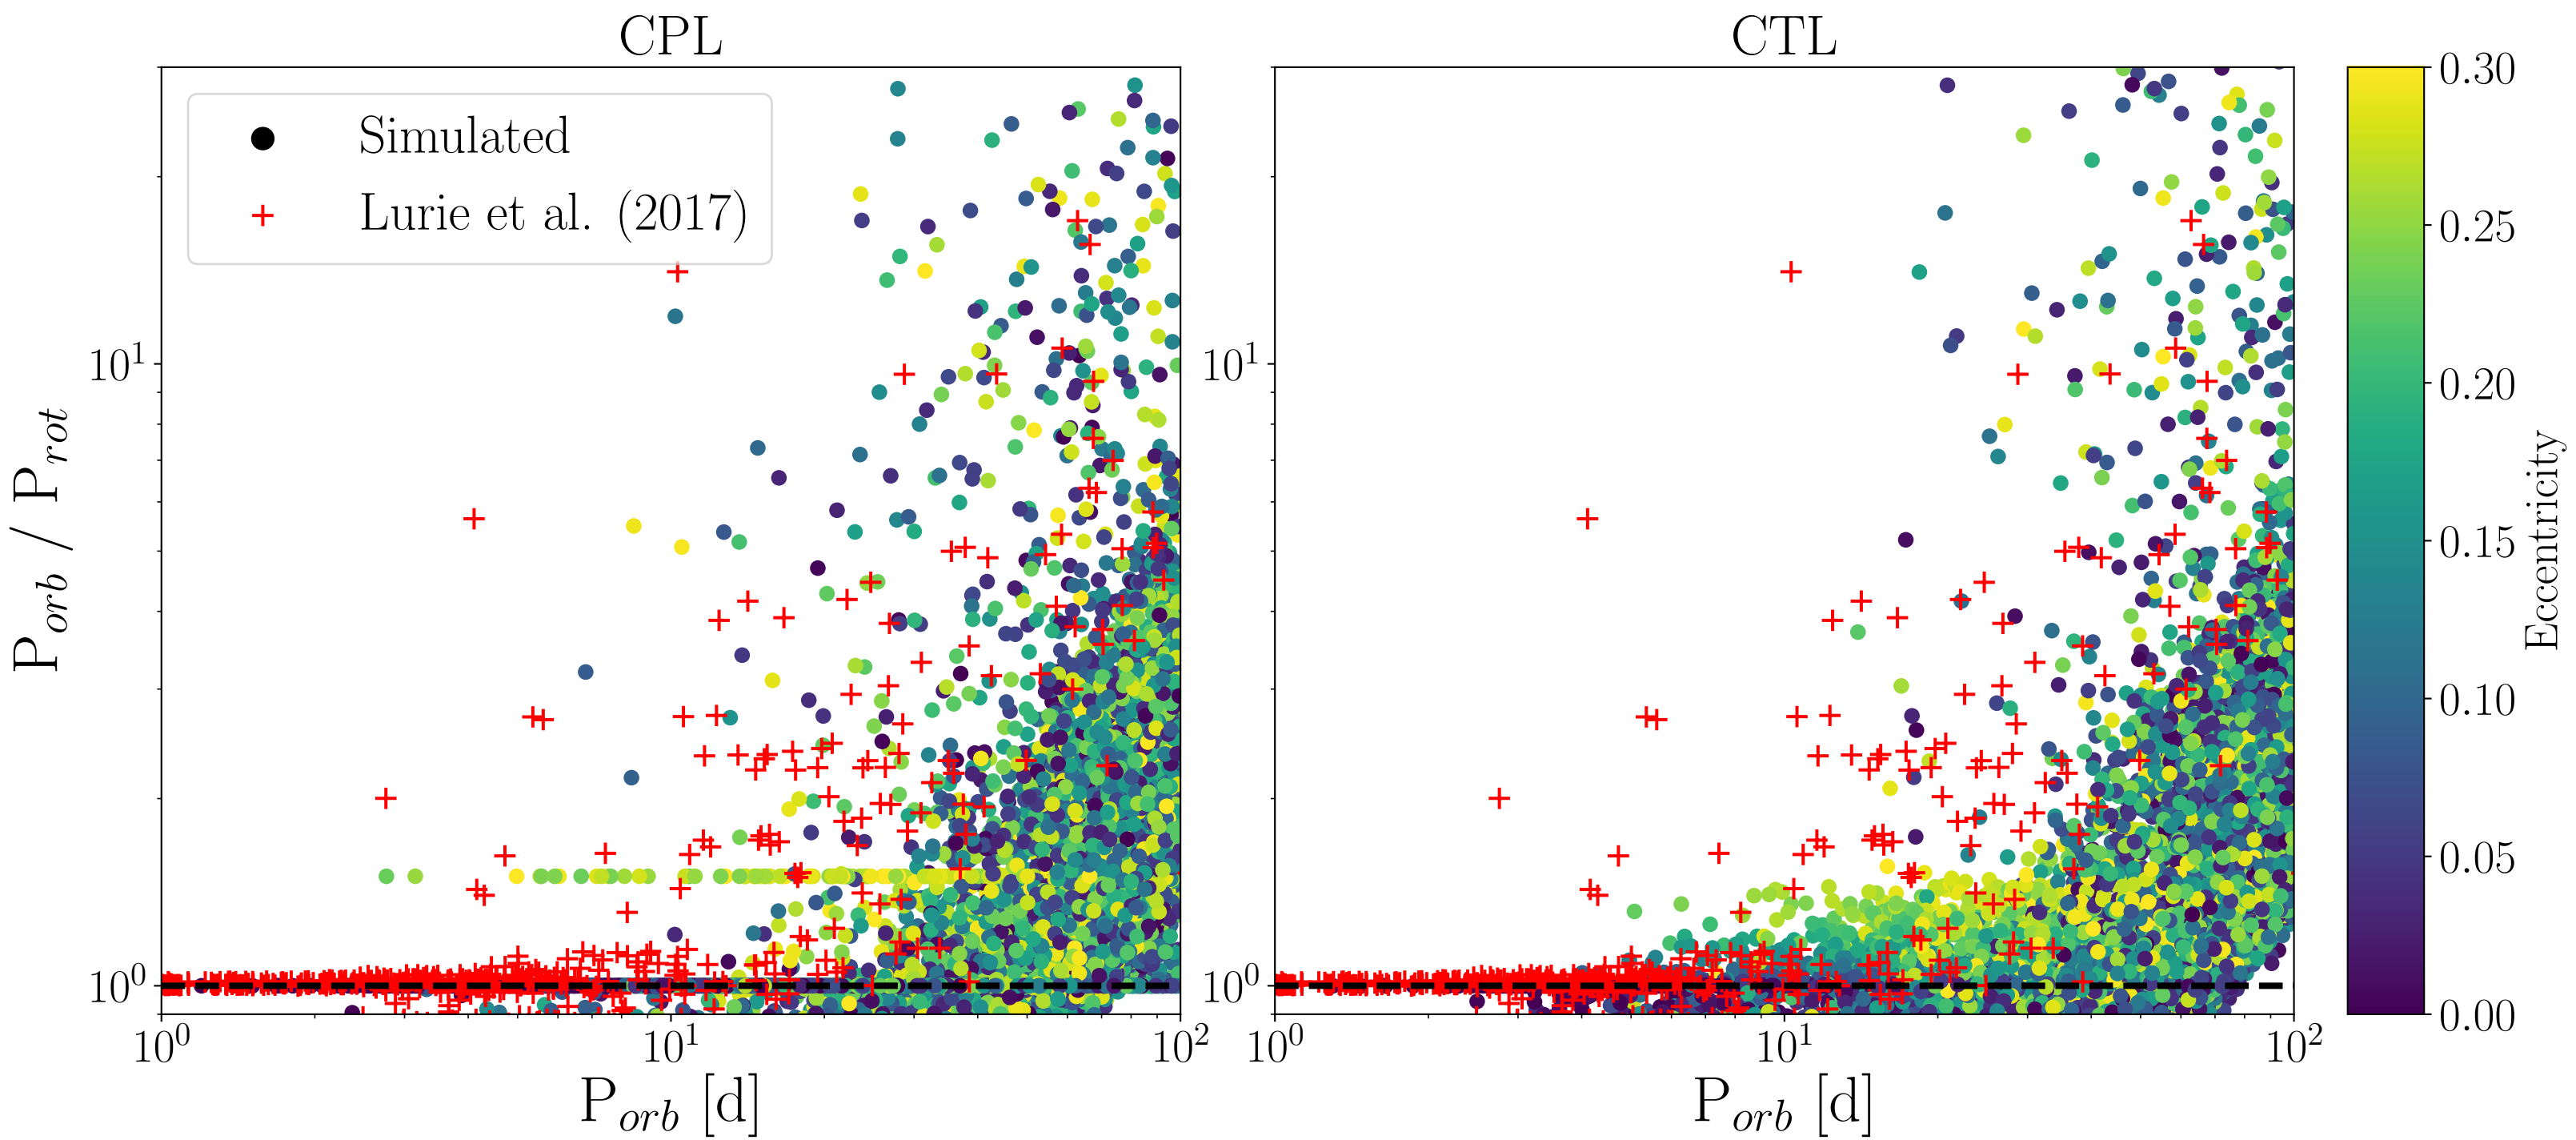 CPL
CTL
Simulated
Lurie et al. (2017)
P_orb / P_rot
10^1
10^0
10^0
10^1
10^2
P_orb [d]
10^1
10^0
10^0
10^1
10^2
P_orb [d]
0.30
0.25
0.20
0.15
0.10
0.05
0.00
Eccentricity